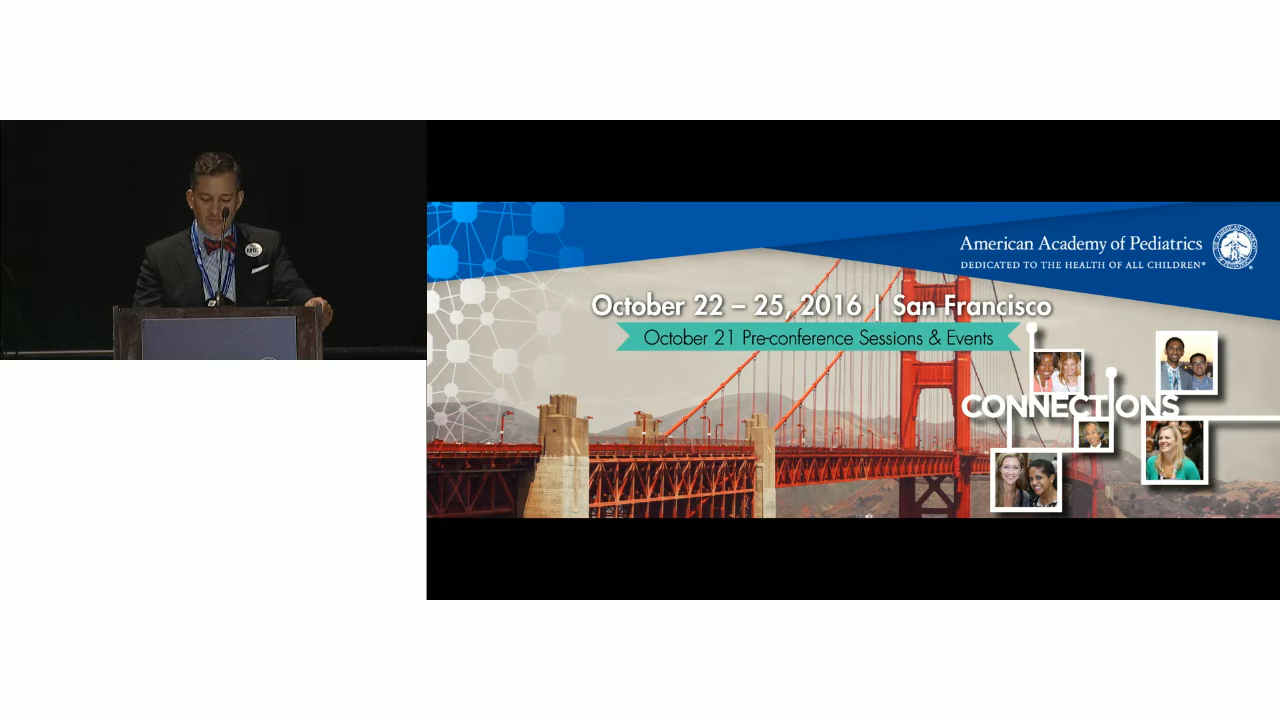 American Academy of Pediatrics
DEDICATED TO THE HEALTH OF ALL CHILDREN®
October 22 – 25, 2016 | San Francisco
October 21 Pre-conference Sessions & Events
CONNECTIONS